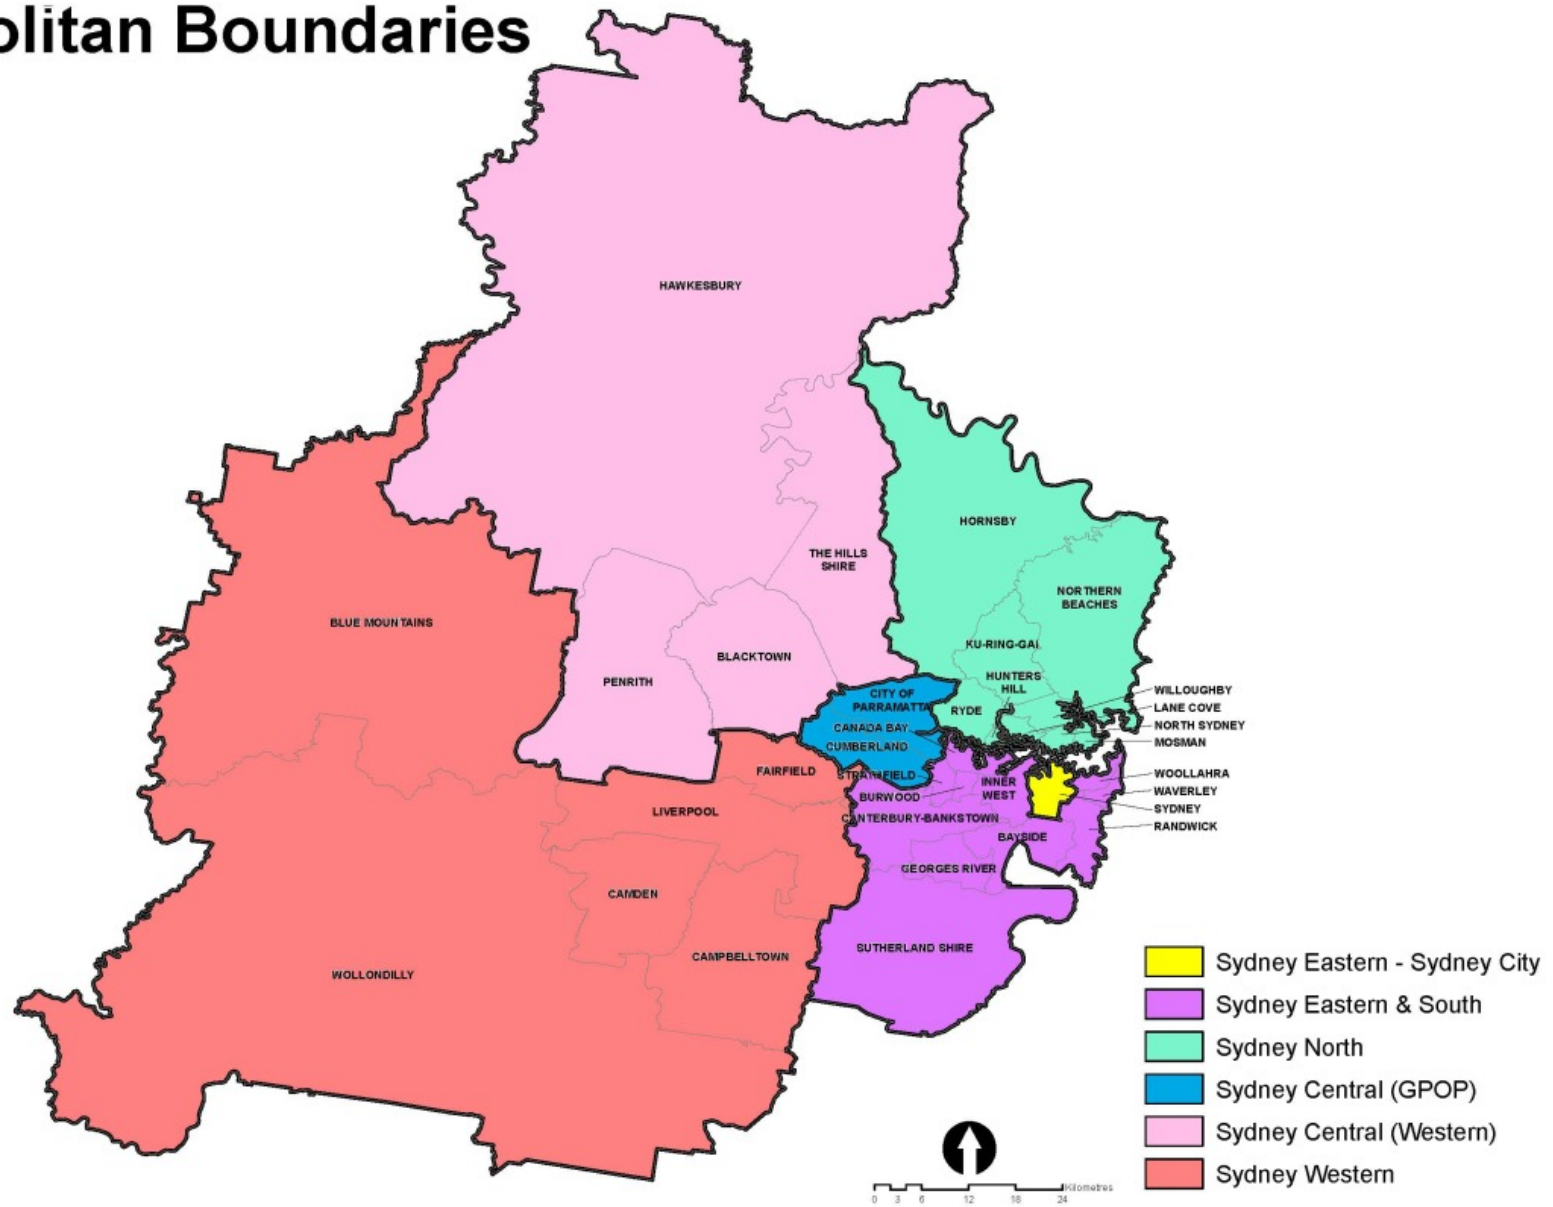 olitan Boundaries
HAWKESBURY
THE HILLS
SHIRE
HORNSBY
NORTHERN
BEACHES
BLUE MOUNTAINS
KU-RING-GAI
BLACKTOWN
PENRITH
HUNTERS
HILL
CITY OF
PARRAMATTA
RYDE
WILLOUGHBY
LANE COVE
NORTH SYDNEY
MOSMAN
CANADA BAY
CUMBERLAND
FAIRFIELD
STRATHFIELD
INNER
WEST
WOOLLAHRA
WAVERLEY
SYDNEY
RANDWICK
BURWOOD
LIVERPOOL
CANTERBURY-BANKSTOWN
BAYSIDE
GEORGES RIVER
CAMDEN
SUTHERLAND SHIRE
CAMPBELLTOWN
WOLLONDILLY
Sydney Eastern - Sydney City
Sydney Eastern & South
Sydney North
Sydney Central (GPOP)
Sydney Central (Western)
Sydney Western
Kilometres
0 3 6 12 18 24